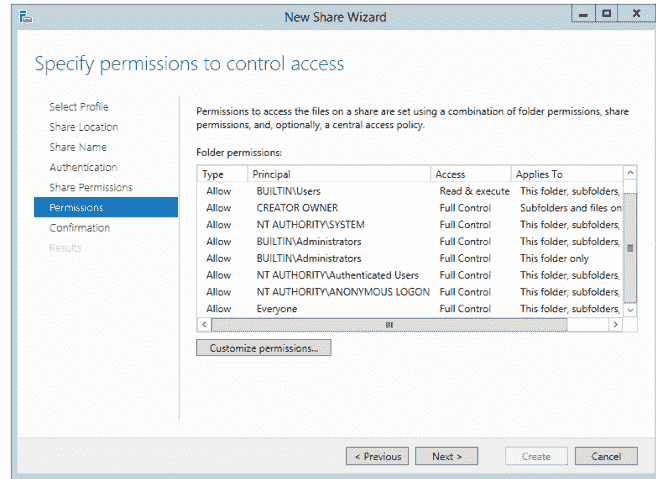 New Share Wizard
Specify permissions to control access
Select Profile
Share Location
Share Name
Authentication
Share Permissions
Permissions
Confirmation
Results
Permissions to access the files on a share are set using a combination of folder permissions, share
permissions, and, optionally, a central access policy.
Folder permissions:
Type Principal Access Applies To
Allow BUILTIN\Users Read & execute This folder, subfolders,
Allow CREATOR OWNER Full Control Subfolders and files on
Allow NT AUTHORITY\SYSTEM Full Control This folder, subfolders,
Allow BUILTIN\Administrators Full Control This folder, subfolders,
Allow BUILTIN\Administrators Full Control This folder only
Allow NT AUTHORITY\Authenticated Users Full Control This folder, subfolders,
Allow NT AUTHORITY\ANONYMOUS LOGON Full Control This folder, subfolders,
Allow Everyone Full Control This folder, subfolders,
Customize permissions...
< Previous Next > Create Cancel